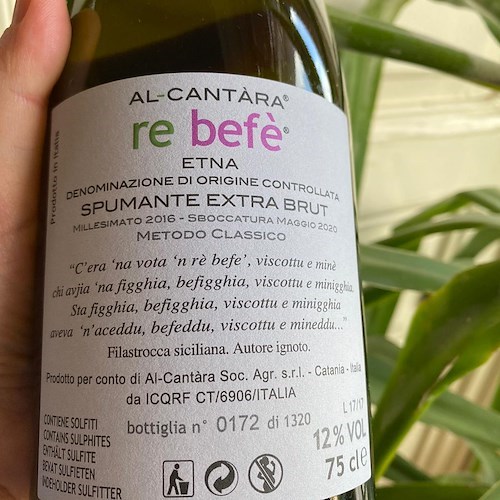 AL-CANTÀRA®
re befè®
ETNA
DENOMINAZIONE DI ORIGINE CONTROLLATA
SPUMANTE EXTRA BRUT
MILLESIMATO 2016 - SBOCCATURA MAGGIO 2020
METODO CLASSICO
“C'era 'na vota 'n rè befe', viscottu e minè
chi avjia 'na figghia, befigghia, viscottu e minigghia.
Sta figghia, befigghia, viscottu e minigghia
aveva 'n'aceddu, befeddu, viscottu e mineddu...”
Filastrocca siciliana. Autore ignoto.
Prodotto per conto di Al-Cantàra Soc. Agr. s.r.l. - Catania - Italia
da ICQRF CT/6906/ITALIA
L 17/17
bottiglia n° 0172 di 1320
12% VOL
75 cl e
CONTIENE SOLFITI
CONTAINS SULPHITES
ENTHÄLT SULFITE
BEVAT SULFIETEN
INDEHOLDER SULFITTER
Prodotto in Italia